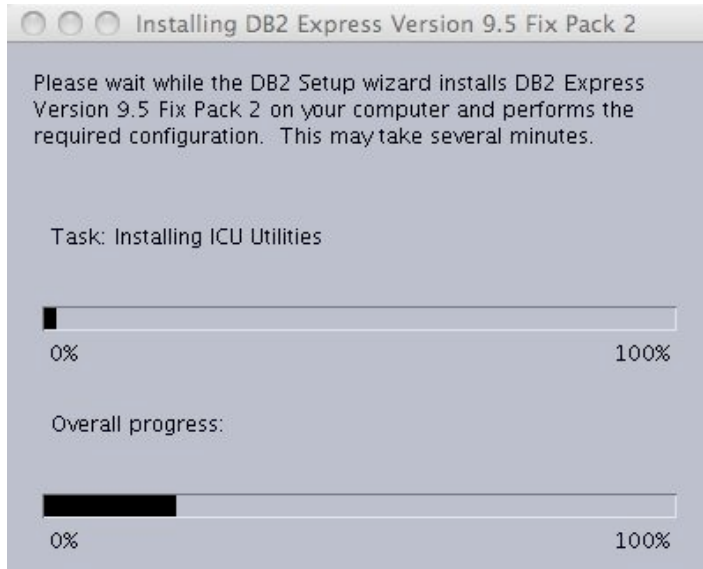 Installing DB2 Express Version 9.5 Fix Pack 2
Please wait while the DB2 Setup wizard installs DB2 Express
Version 9.5 Fix Pack 2 on your computer and performs the
required configuration.  This may take several minutes.
Task: Installing ICU Utilities
0% 100%
Overall progress:
0% 100%